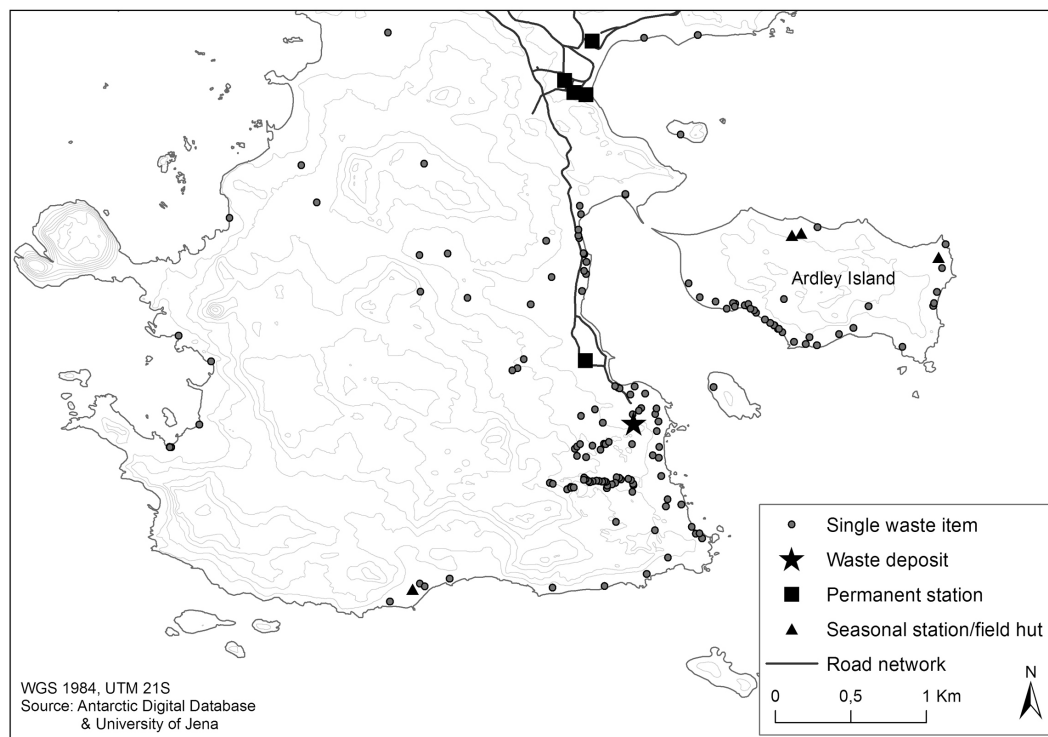 Ardley Island
Single waste item
Waste deposit
Permanent station
Seasonal station/field hut
Road network
N
0 0,5 1 Km
WGS 1984, UTM 21S
Source: Antarctic Digital Database
& University of Jena